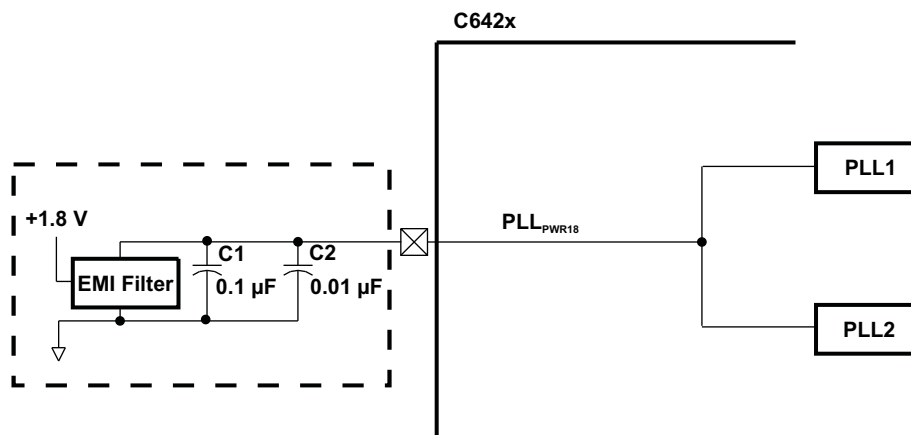 C642x
PLL1
+1.8 V
PLLPWR18
C1
C2
EMI Filter
0.1 µF
0.01 µF
PLL2